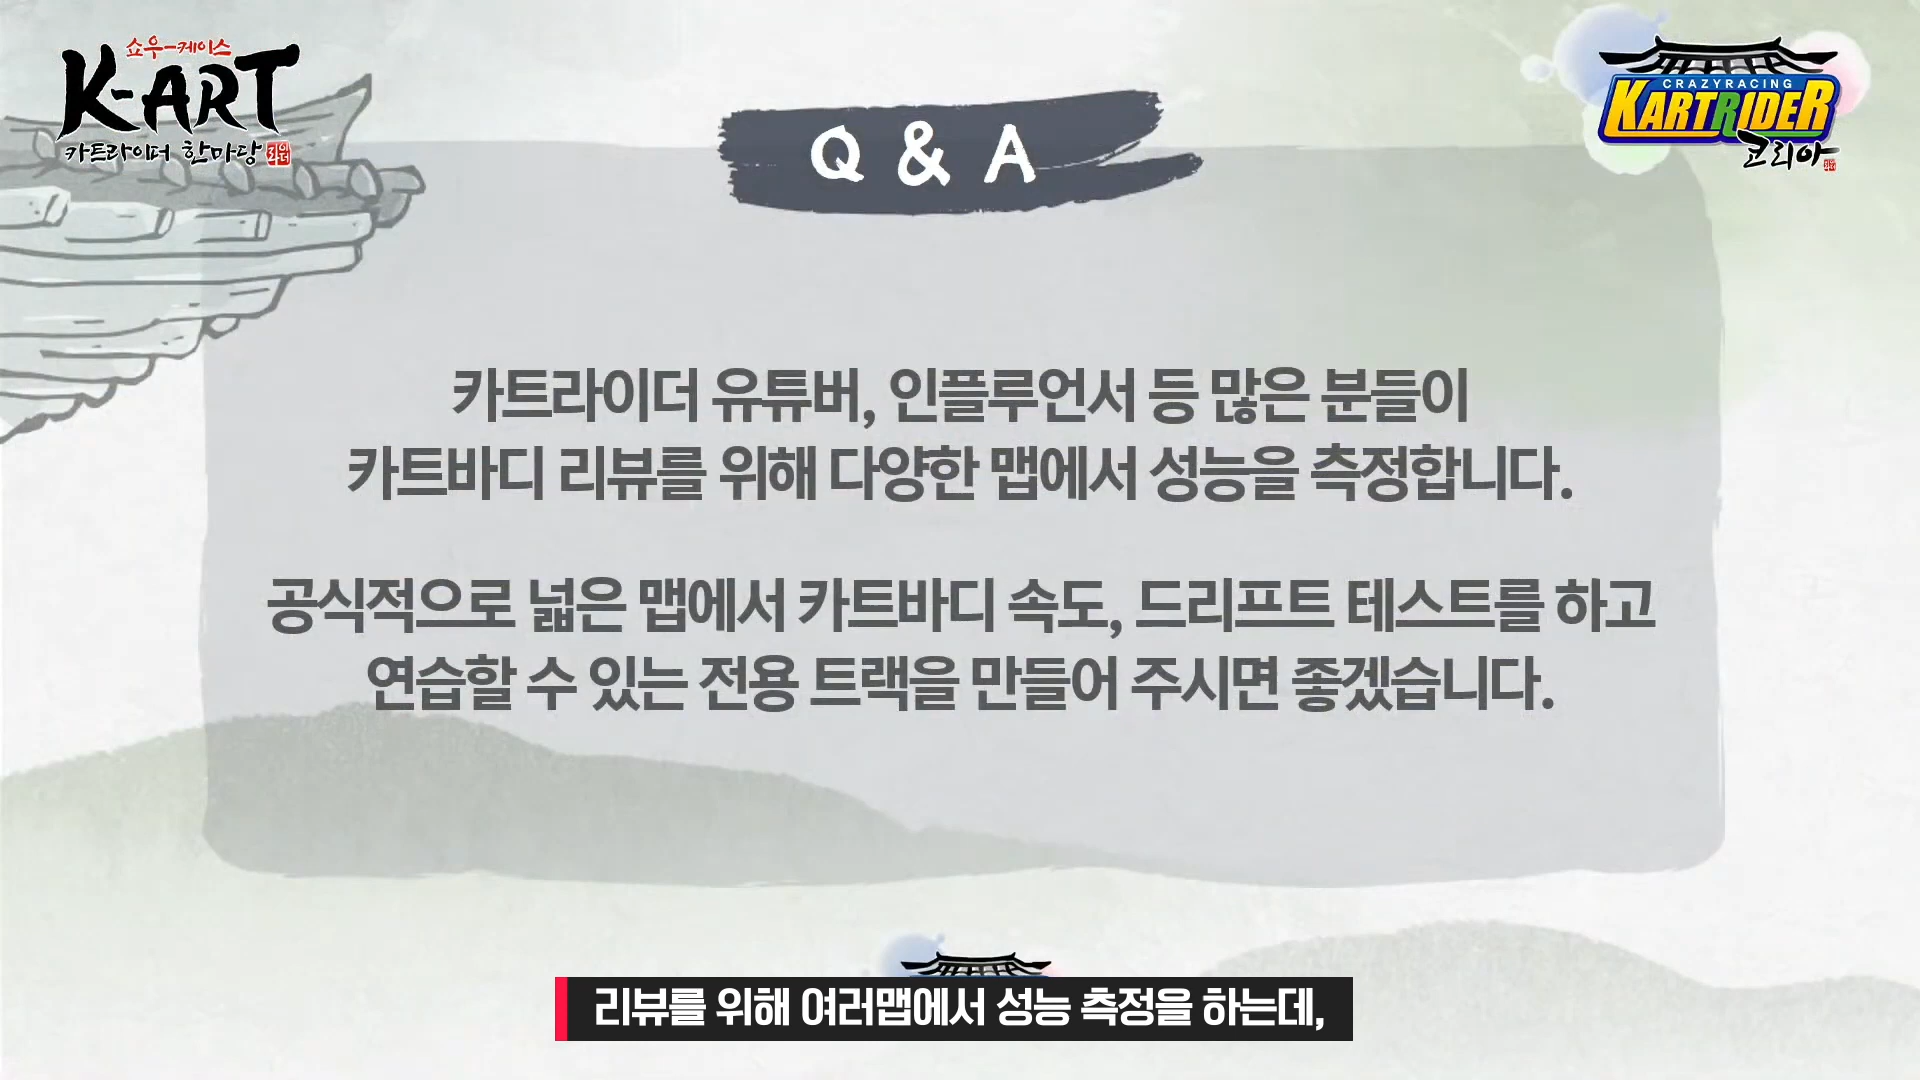 쇼우-케이스
K-ART
카트라이더 한마당
CRAZYRACING
KARTRIDER
코리아
Q & A
카트라이더 유튜버, 인플루언서 등 많은 분들이
카트바디 리뷰를 위해 다양한 맵에서 성능을 측정합니다.
공식적으로 넓은 맵에서 카트바디 속도, 드리프트 테스트를 하고
연습할 수 있는 전용 트랙을 만들어 주시면 좋겠습니다.
리뷰를 위해 여러맵에서 성능 측정을 하는데,